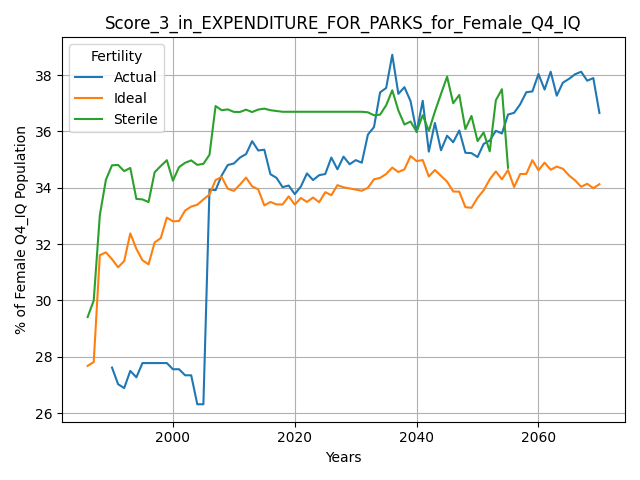 Score_3_in_EXPENDITURE_FOR_PARKS_for_Female_Q4_IQ
% of Female Q4_IQ Population
38
36
34
32
30
28
26
Fertility
Actual
Ideal
Sterile
2000
2020
2040
2060
Years